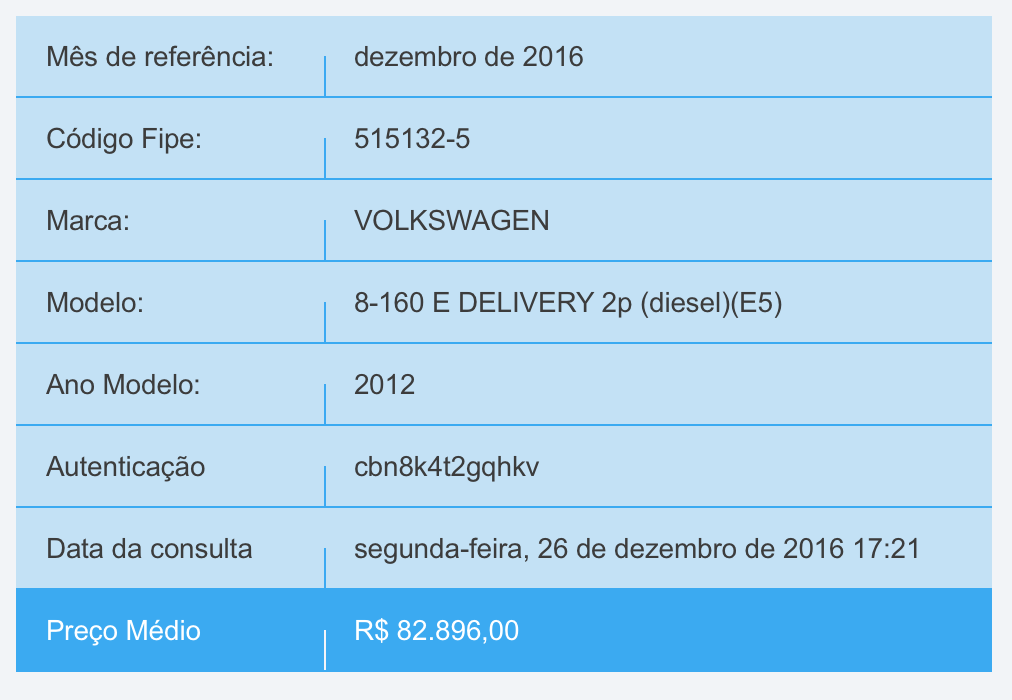 Mês de referência: dezembro de 2016
Código Fipe: 515132-5
Marca: VOLKSWAGEN
Modelo: 8-160 E DELIVERY 2p (diesel)(E5)
Ano Modelo: 2012
Autenticação cbn8k4t2gqhkv
Data da consulta segunda-feira, 26 de dezembro de 2016 17:21
Preço Médio R$ 82.896,00